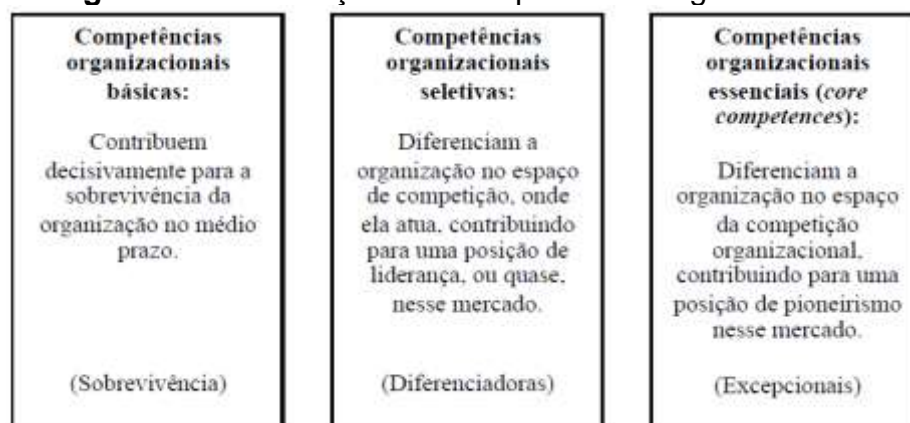 Competências
organizacionais
básicas:
Contribuem
decisivamente para a
sobrevivência da
organização no médio
prazo.
(Sobrevivência)
Competências
organizacionais
seletivas:
Diferenciam a
organização no espaço
de competição, onde
ela atua, contribuindo
para uma posição de
liderança, ou quase,
nesse mercado.
(Diferenciadoras)
Competências
organizacionais
essenciais (core
competences):
Diferenciam a
organização no espaço
da competição
organizacional,
contribuindo para uma
posição de pioneirismo
nesse mercado.
(Excepcionais)